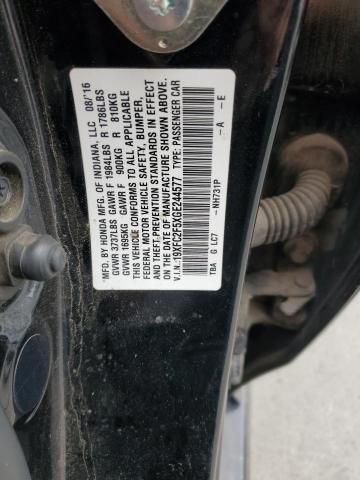 MFD. BY HONDA MFG. OF INDIANA, LLC 08/'16
GVWR 3737LBS GAWR F 1984LBS R 1786LBS
GVWR 1695KG GAWR F 900KG R 810KG
THIS VEHICLE CONFORMS TO ALL APPLICABLE
FEDERAL MOTOR VEHICLE SAFETY, BUMPER,
AND THEFT PREVENTION STANDARDS IN EFFECT
ON THE DATE OF MANUFACTURE SHOWN ABOVE.
V.I.N.:19XFC2F5XGE244577 TYPE: PASSENGER CAR
TBA G LC7 -NH731P -A -E